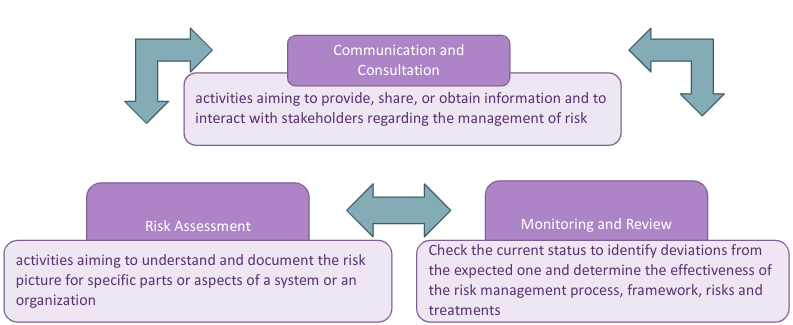 Communication and
Consultation
activities aiming to provide, share, or obtain information and to
interact with stakeholders regarding the management of risk
Risk Assessment
activities aiming to understand and document the risk
picture for specific parts or aspects of a system or an
organization
Monitoring and Review
Check the current status to identify deviations from
the expected one and determine the effectiveness of
the risk management process, framework, risks and
treatments